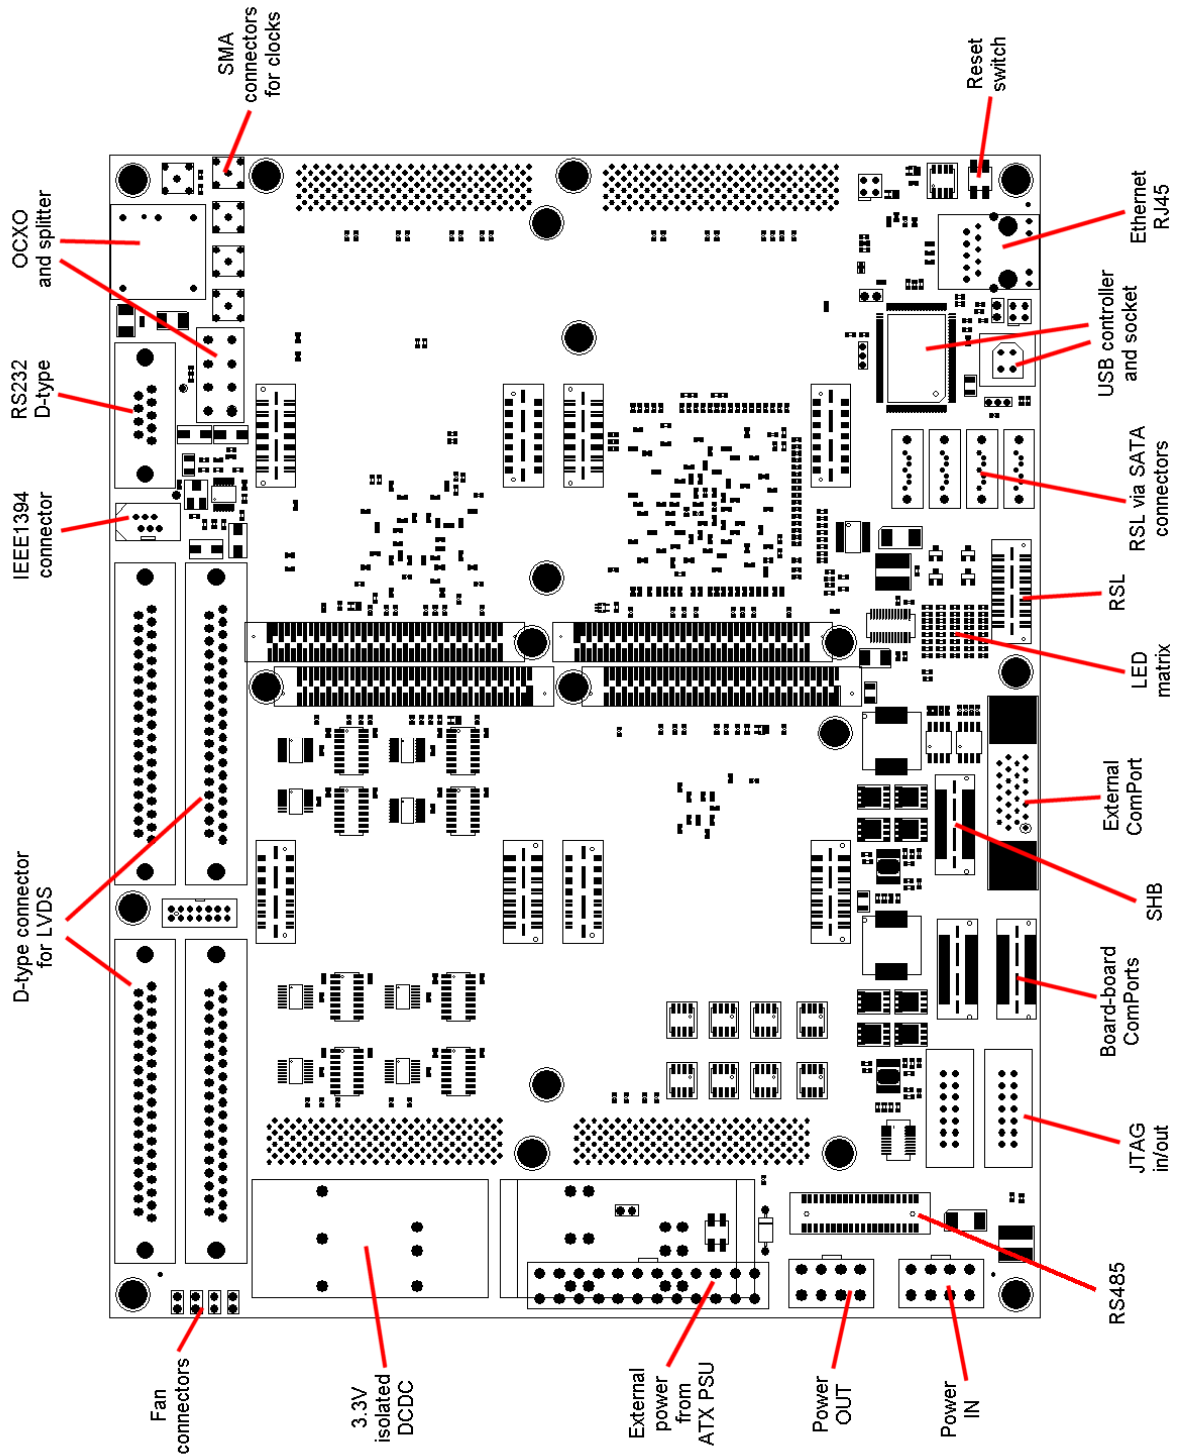 SMA
connectors
for clocks
OCXO
and splitter
RS232
D-type
IEEE1394
connector
D-type connector
for LVDS
Fan
connectors
Reset
switch
Ethernet
RJ45
USB controller
and socket
RSL via SATA
connectors
RSL
LED
matrix
External
ComPort
SHB
Board-board
ComPorts
JTAG
in/out
RS485
Power
IN
Power
OUT
External
power
from
ATX PSU
3.3V
isolated
DCDC